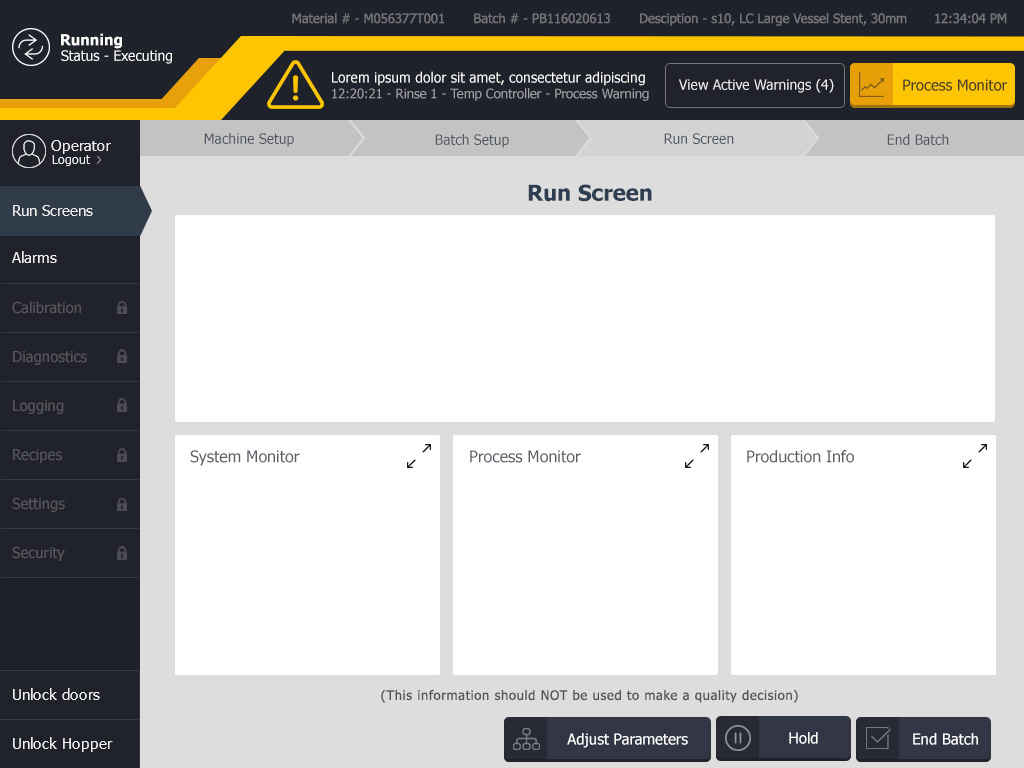 Material # - M056377T001 Batch # - PB116020613 Desciption - s10, LC Large Vessel Stent, 30mm 12:34:04 PM
Running
Status - Executing
Lorem ipsum dolor sit amet, consectetur adipiscing
12:20:21 - Rinse 1 - Temp Controller - Process Warning
View Active Warnings (4)
Process Monitor
Operator
Logout >
Machine Setup
Batch Setup
Run Screen
End Batch
Run Screens
Alarms
Calibration
Diagnostics
Logging
Recipes
Settings
Security
Unlock doors
Unlock Hopper
Run Screen
System Monitor
Process Monitor
Production Info
(This information should NOT be used to make a quality decision)
Adjust Parameters
Hold
End Batch